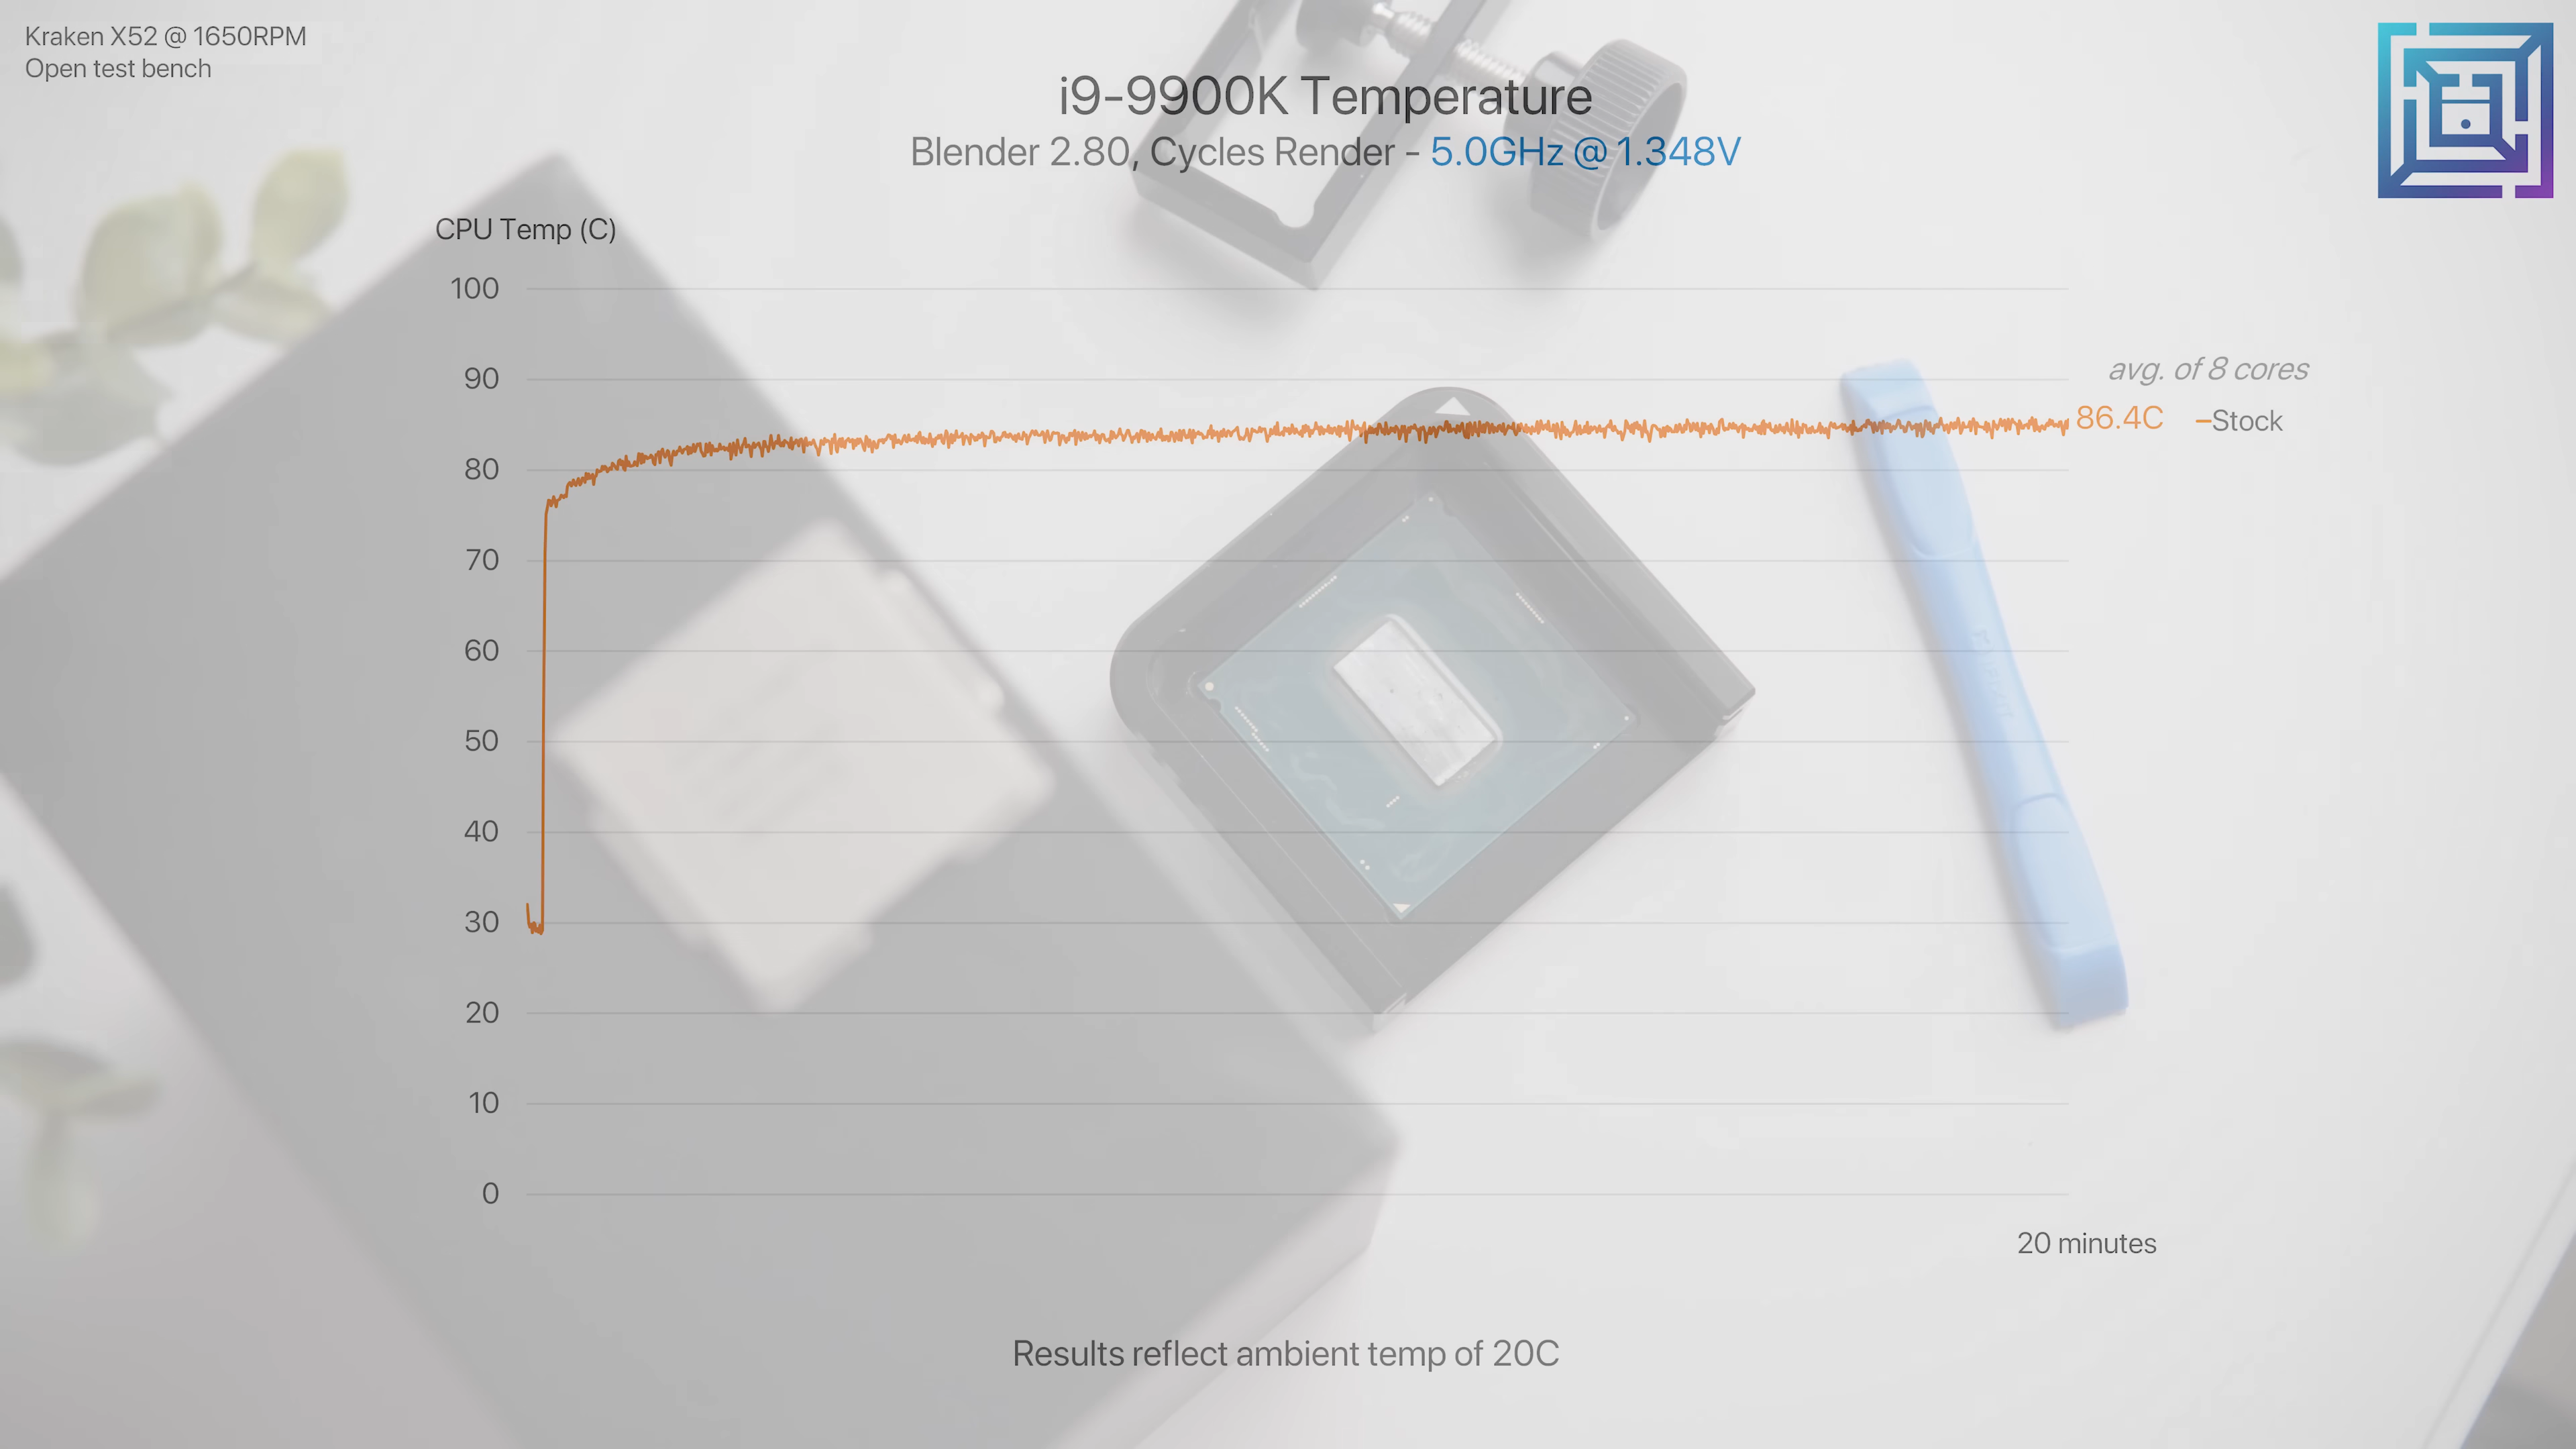 Kraken X52 @ 1650RPM
Open test bench
i9-9900K Temperature
Blender 2.80, Cycles Render - 5.0GHz @ 1.348V
CPU Temp (C)
100
90
80
70
60
50
40
30
20
10
0
avg. of 8 cores
86.4C
Stock
20 minutes
Results reflect ambient temp of 20C